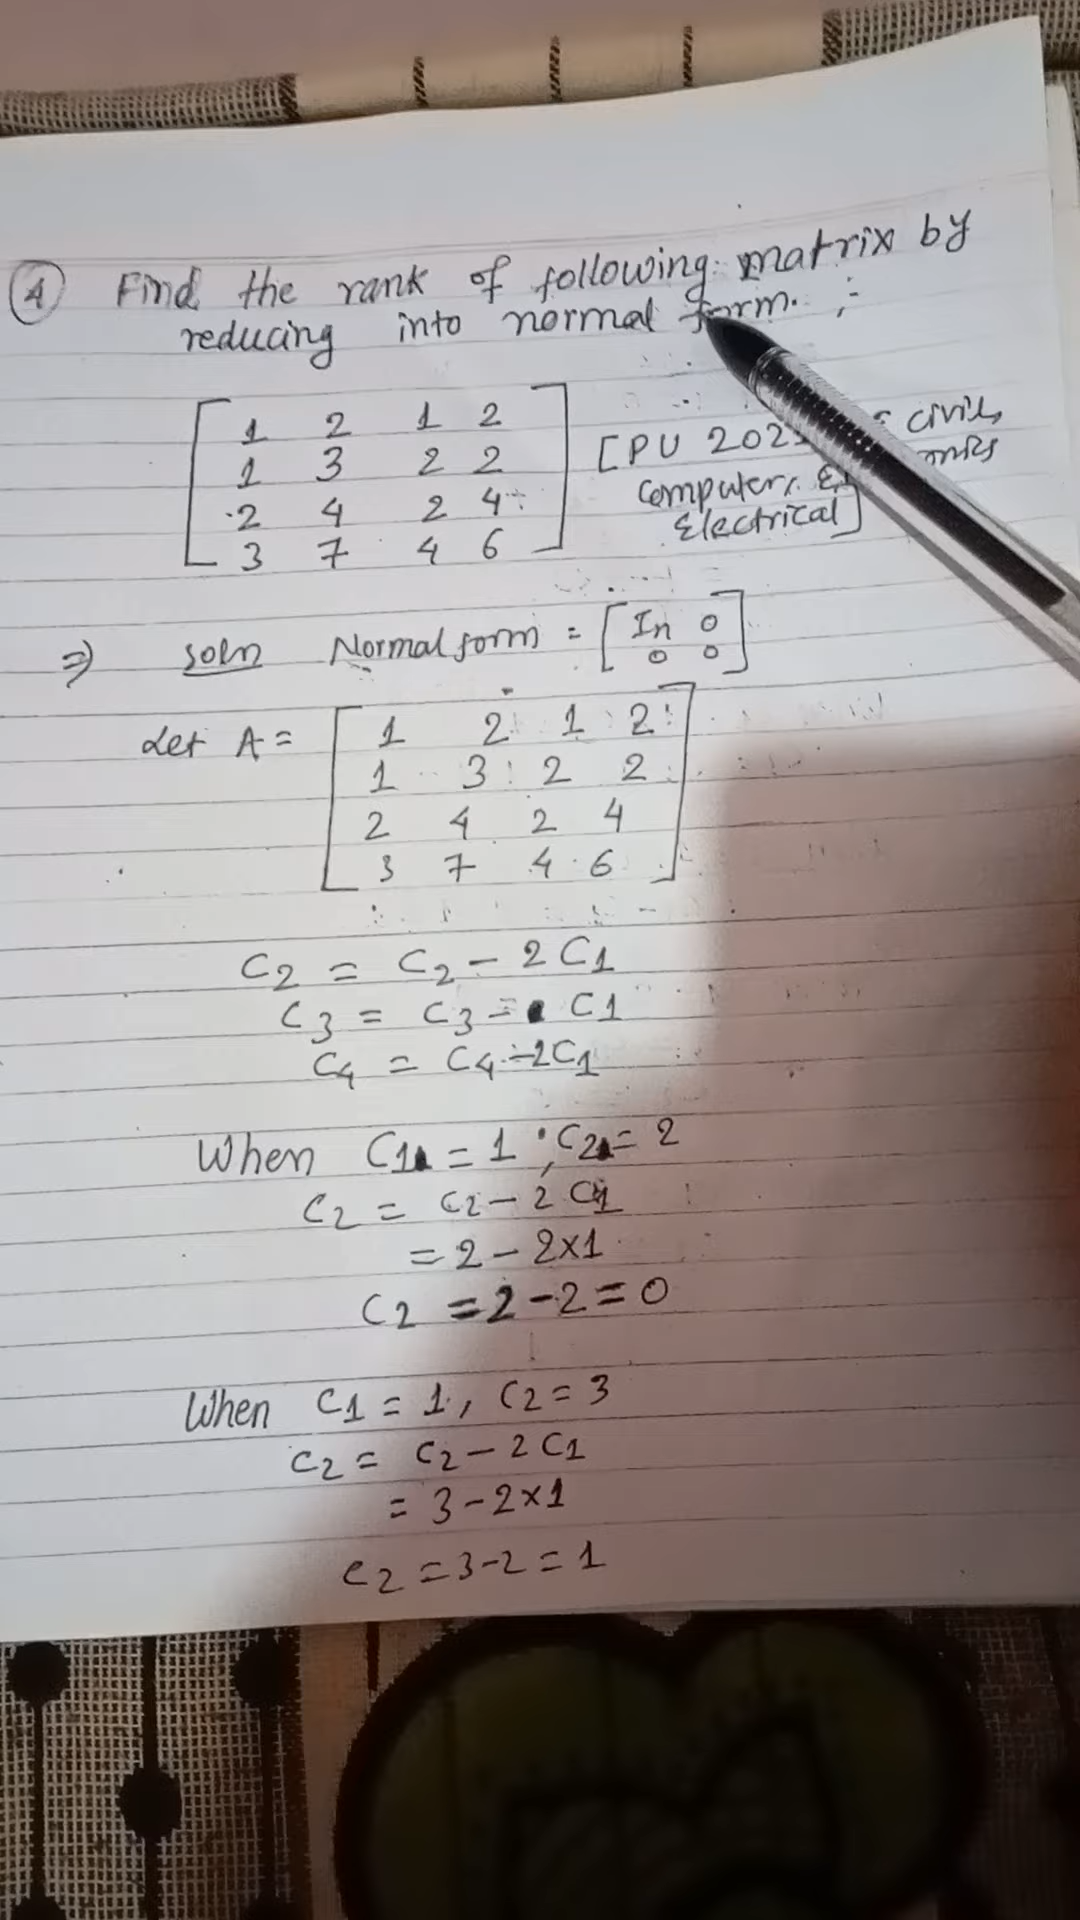 4 Find the rank of following matrix by
reducing into normal form. :
1 2 1 2
1 3 2 2
2 4 2 4
3 7 4 6
[PU 202 civil,
Computer,
Electrical]
⇒ soln Normal form = [In 0
0 0]
Let A =
1 2 1 2
1 3 2 2
2 4 2 4
3 7 4 6
C2 = C2 - 2C1
C3 = C3 - C1
C4 = C4 - 2C1
When C1 = 1, C2 = 2
C2 = C2 - 2C1
= 2 - 2×1
C2 = 2 - 2 = 0
When C1 = 1, C2 = 3
C2 = C2 - 2C1
= 3 - 2×1
C2 = 3-2 = 1